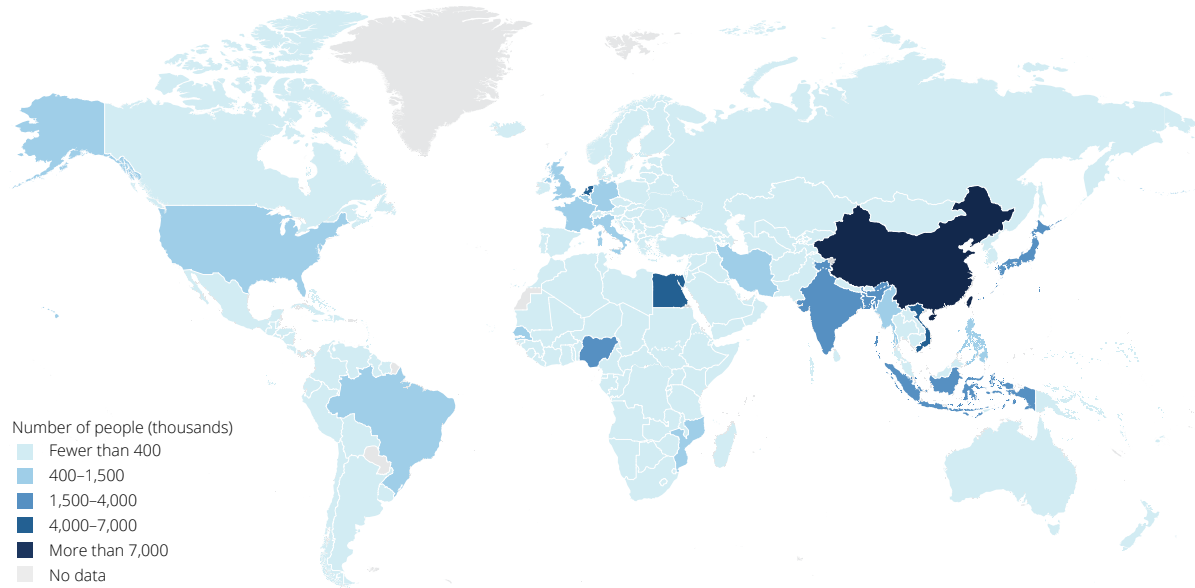 Number of people (thousands)
Fewer than 400
400–1,500
1,500–4,000
4,000–7,000
More than 7,000
No data